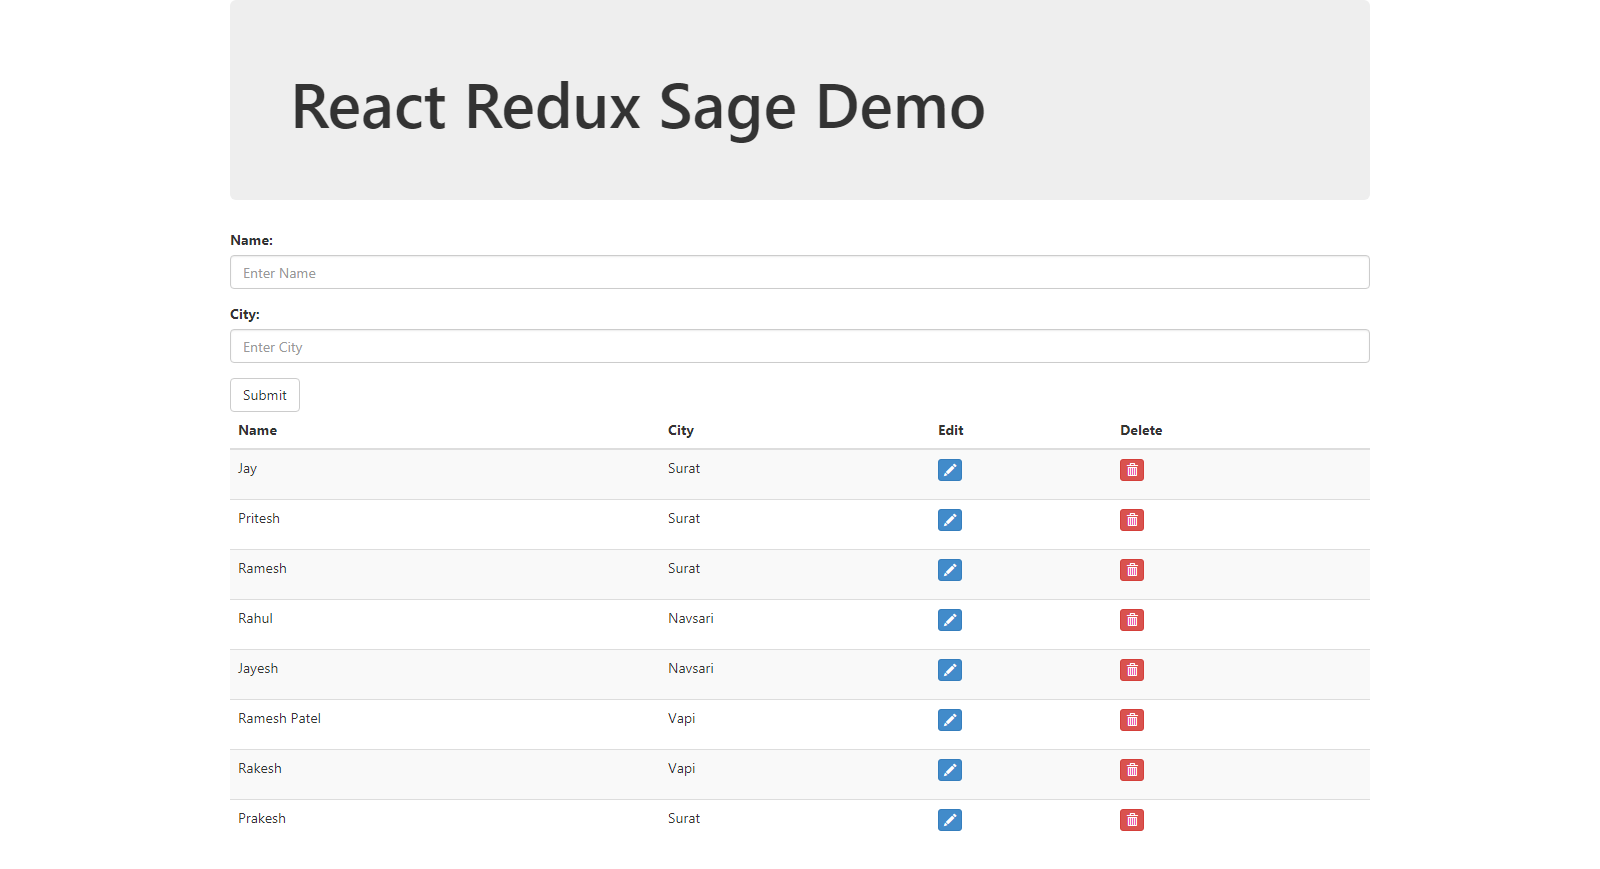 React Redux Sage Demo
Name:
Enter Name
City:
Enter City
Submit
Name City Edit Delete
Jay Surat
Pritesh Surat
Ramesh Surat
Rahul Navsari
Jayesh Navsari
Ramesh Patel Vapi
Rakesh Vapi
Prakesh Surat